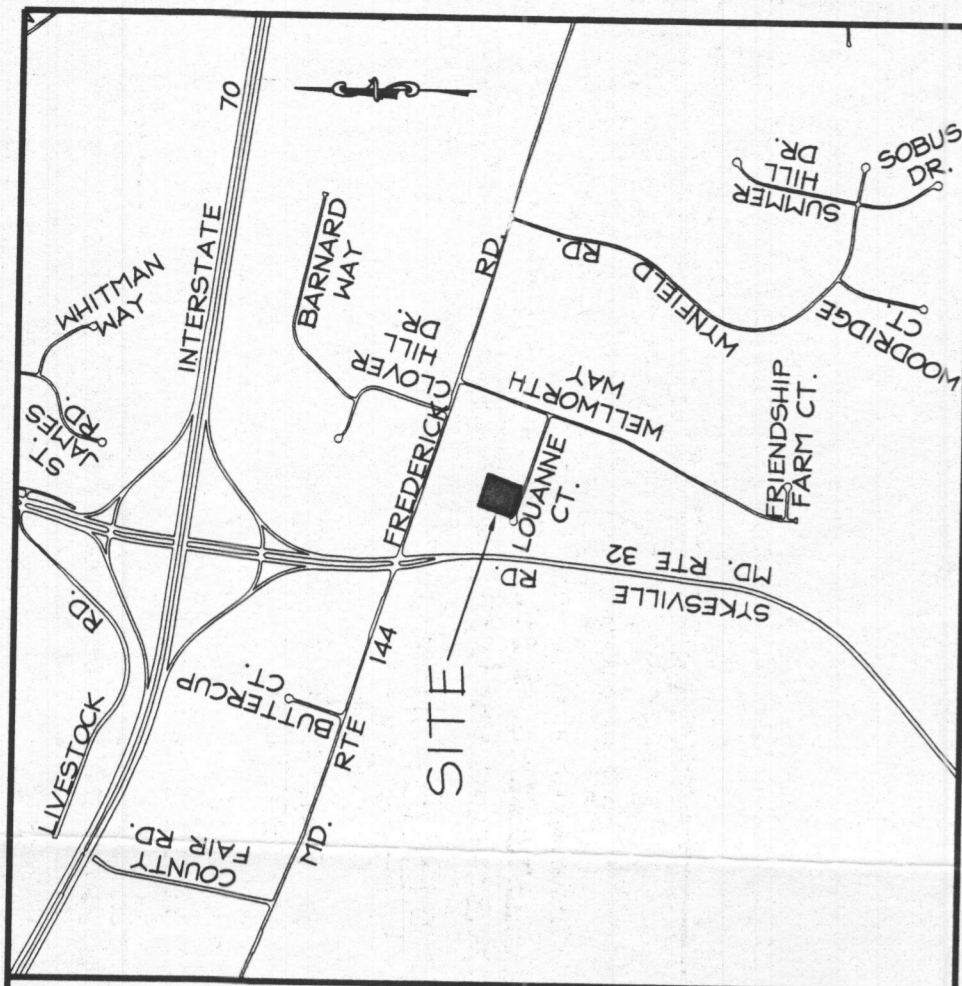 70
INTERSTATE
WHITMAN
WAY
ST.
JAMES
RD.
BARNARD
WAY
CLOVER
HILL
DR.
RD.
FREDERICK
WYNFIELD
RD.
SUMMER
HILL
DR.
SOBUS
DR.
WOODRIDGE
CT.
WELLWORTH
WAY
FRIENDSHIP
FARM CT.
LOUANNE
CT.
SYKESVILLE
RD.
MD. RTE 32
LIVESTOCK
RD.
BUTTERCUP
CT.
SITE
COUNTY
FAIR RD.
MD.
RTE
144